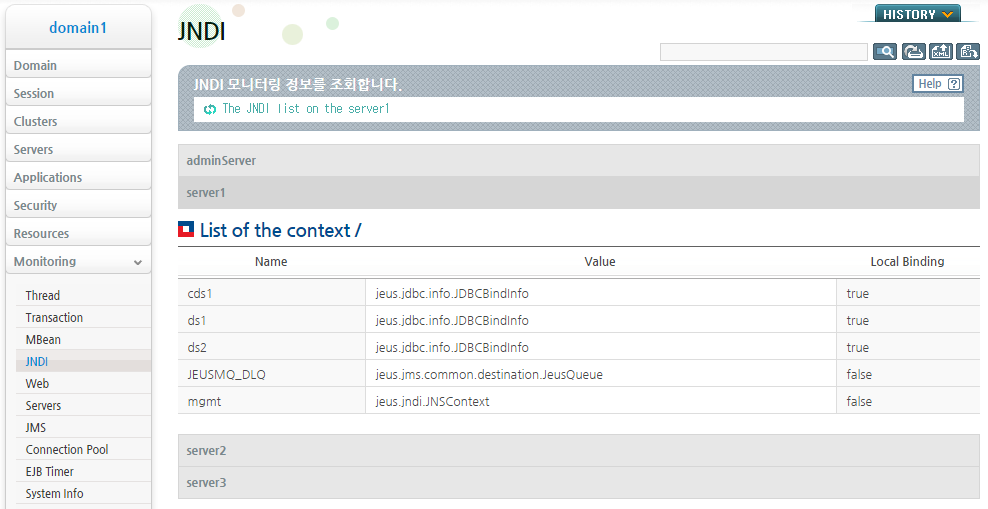 domain1
Domain
Session
Clusters
Servers
Applications
Security
Resources
Monitoring
Thread
Transaction
MBean
JNDI
Web
Servers
JMS
Connection Pool
EJB Timer
System Info
JNDI
HISTORY
JNDI 모니터링 정보를 조회합니다.
Help ?
The JNDI list on the server1
adminServer
server1
List of the context /
Name Value Local Binding
cds1 jeus.jdbc.info.JDBCBindInfo true
ds1 jeus.jdbc.info.JDBCBindInfo true
ds2 jeus.jdbc.info.JDBCBindInfo true
JEUSMQ_DLQ jeus.jms.common.destination.JeusQueue false
mgmt jeus.jndi.JNSContext false
server2
server3